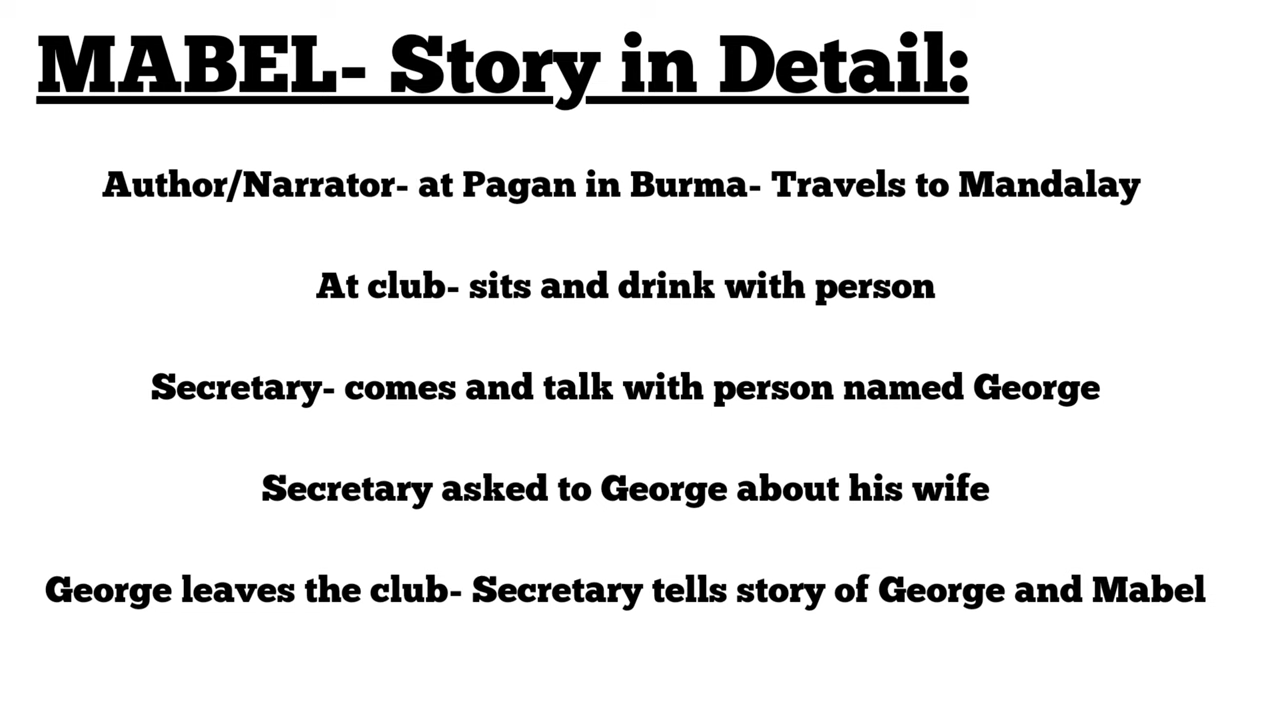 MABEL- Story in Detail:
Author/Narrator- at Pagan in Burma- Travels to Mandalay
At club- sits and drink with person
Secretary- comes and talk with person named George
Secretary asked to George about his wife
George leaves the club- Secretary tells story of George and Mabel